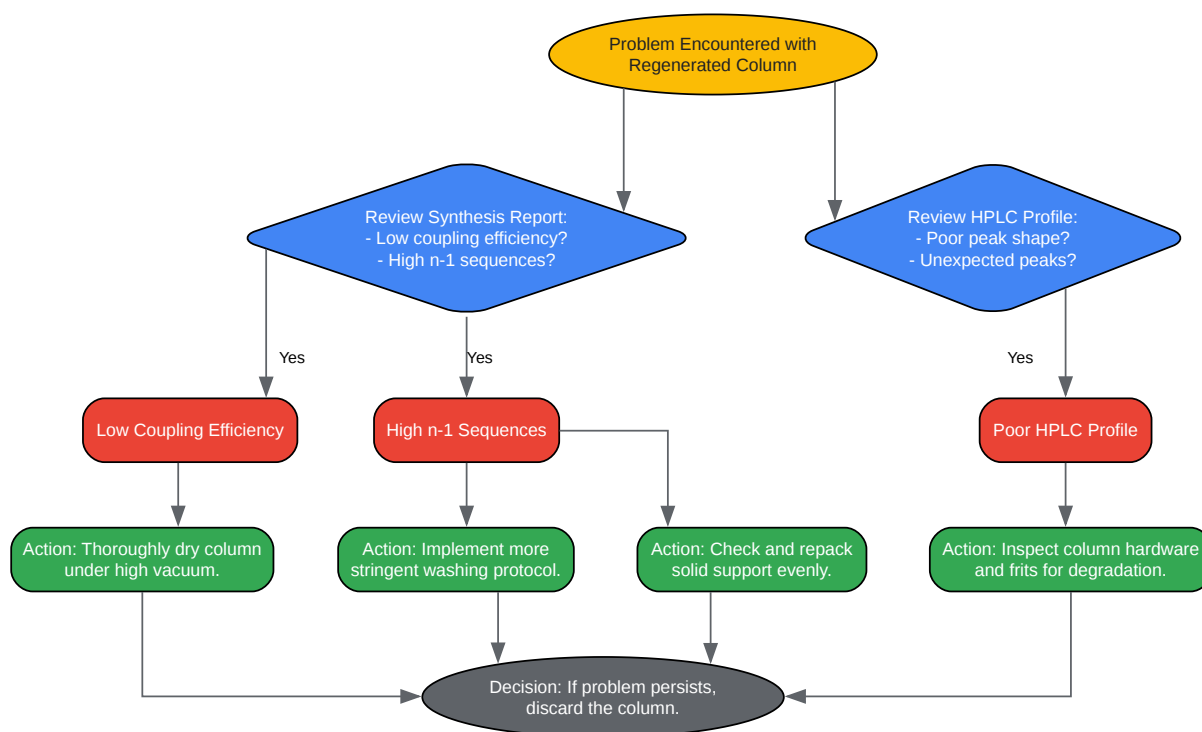 Problem Encountered with
Regenerated Column
Review Synthesis Report:
- Low coupling efficiency?
- High n-1 sequences?
Review HPLC Profile:
- Poor peak shape?
- Unexpected peaks?
Yes
Yes
Yes
Low Coupling Efficiency
High n-1 Sequences
Poor HPLC Profile
Action: Thoroughly dry column
under high vacuum.
Action: Implement more
stringent washing protocol.
Action: Check and repack
solid support evenly.
Action: Inspect column hardware
and frits for degradation.
Decision: If problem persists,
discard the column.